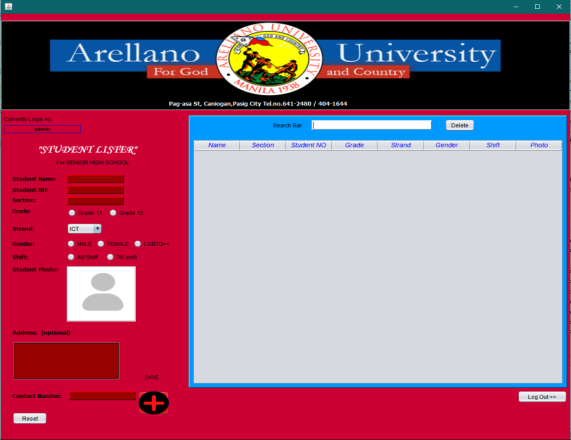 Arellano University
For God and Country
ARELLANO UNIVERSITY
MANILA 1938
Pag-asa St, Caniogan,Pasig City Tel.no.641-2480 / 404-1644
Currently Login As:
admin
"STUDENT LISTER"
For SENIOR HIGH SCHOOL
Student Name:
Student NO:
Section:
Grade: Grade 11 Grade 12
Strand: ICT
Gender: MALE FEMALE LGBTQ++
Shift: AM Shift PM shift
Student Photo:
Address: (optional)
SAVE
Contact Number:
Reset
Search Bar: Delete
Name Section Student NO Grade Strand Gender Shift Photo
Log Out